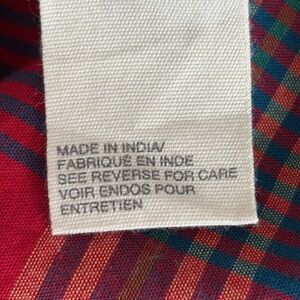 MADE IN INDIA/
FABRIQUÉ EN INDE
SEE REVERSE FOR CARE
VOIR ENDOS POUR
ENTRETIEN